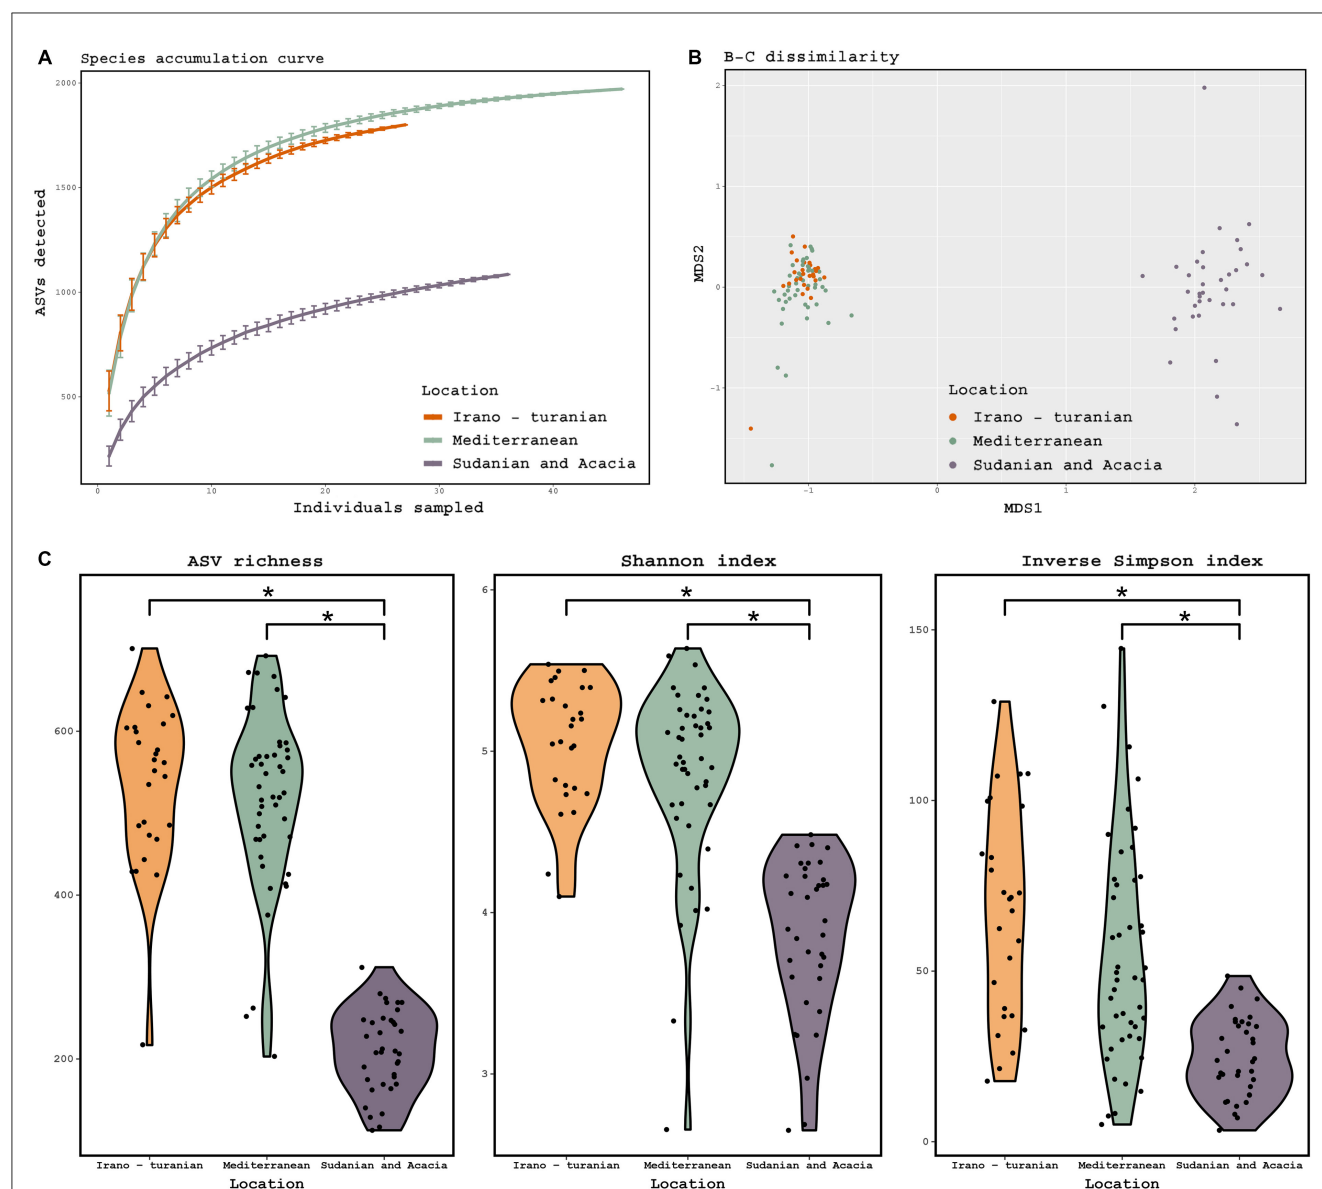 A
Species accumulation curve
2000
1500
1000
500
ASVs detected
0
10
20
40
Individuals sampled
Location
Irano - turanian
Mediterranean
Sudanian and Acacia
B
B-C dissimilarity
2
1
0
-1
MDS2
-1
0
1
2
MDS1
Location
Irano - turanian
Mediterranean
Sudanian and Acacia
C
ASV richness
*
*
600
400
200
Irano - turanian
Mediterranean
Sudanian and Acacia
Location
Shannon index
*
*
6
5
4
3
Irano - turanian
Mediterranean
Sudanian and Acacia
Location
Inverse Simpson index
*
*
150
100
50
0
Irano - turanian
Mediterranean
Sudanian and Acacia
Location